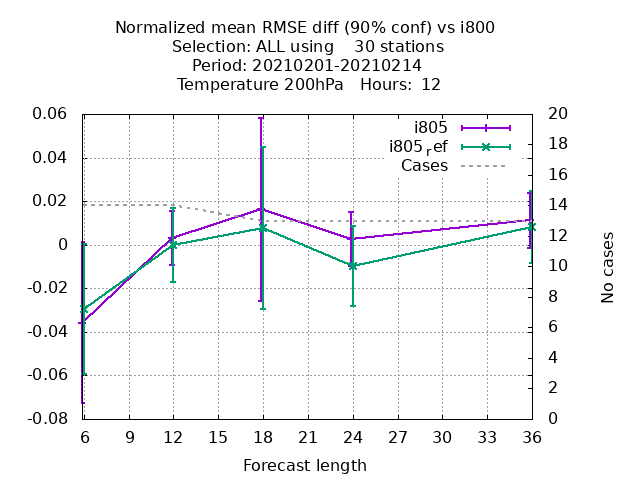 Normalized mean RMSE diff (90% conf) vs i800
Selection: ALL using    30 stations
Period: 20210201-20210214
Temperature 200hPa   Hours:  12
i805
i805ref
Cases
0.06
0.04
0.02
0
-0.02
-0.04
-0.06
-0.08
20
18
16
14
12
10
8
6
4
2
0
No cases
6 9 12 15 18 21 24 27 30 33 36
Forecast length